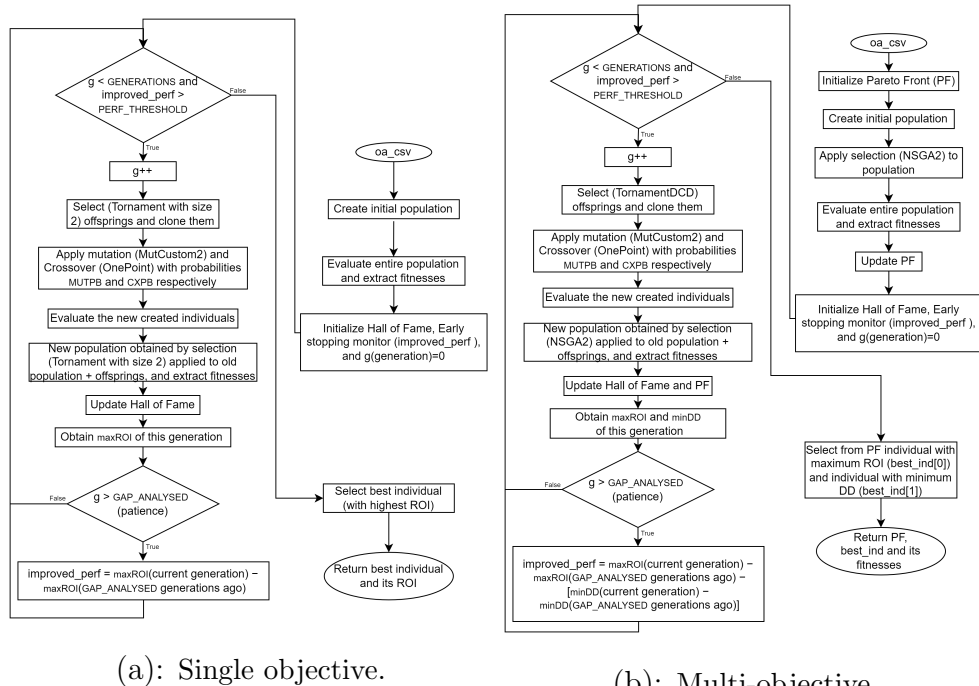 g < GENERATIONS and
improved_perf >
PERF_THRESHOLD
False
True
g++
Select (Tornament with size
2) offsprings and clone them
Apply mutation (MutCustom2) and
Crossover (OnePoint) with probabilities
MUTPB and CXPB respectively
Evaluate the new created individuals
New population obtained by selection
(Tornament with size 2) applied to old
population + offsprings, and extract fitnesses
Update Hall of Fame
Obtain maxROI of this generation
g > GAP_ANALYSED
(patience)
False
True
improved_perf = maxROI(current generation) −
maxROI(GAP_ANALYSED generations ago)
oa_csv
Create initial population
Evaluate entire population
and extract fitnesses
Initialize Hall of Fame, Early
stopping monitor (improved_perf ),
and g(generation)=0
Select best individual
(with highest ROI)
Return best individual
and its ROI
(a): Single objective.
g < GENERATIONS and
improved_perf >
PERF_THRESHOLD
False
True
g++
Select (TornamentDCD)
offsprings and clone them
Apply mutation (MutCustom2) and
Crossover (OnePoint) with probabilities
MUTPB and CXPB respectively
Evaluate the new created individuals
New population obtained by selection
(NSGA2) applied to old population +
offsprings, and extract fitnesses
Update Hall of Fame and PF
Obtain maxROI and minDD
of this generation
g > GAP_ANALYSED
(patience)
False
True
improved_perf = maxROI(current generation) −
maxROI(GAP_ANALYSED generations ago) −
[minDD(current generation) −
minDD(GAP_ANALYSED generations ago)]
oa_csv
Initialize Pareto Front (PF)
Create initial population
Apply selection (NSGA2) to
population
Evaluate entire population
and extract fitnesses
Update PF
Initialize Hall of Fame, Early
stopping monitor (improved_perf ),
and g(generation)=0
Select from PF individual with
maximum ROI (best_ind[0])
and individual with minimum
DD (best_ind[1])
Return PF,
best_ind and its
fitnesses
(b): Multi-objective